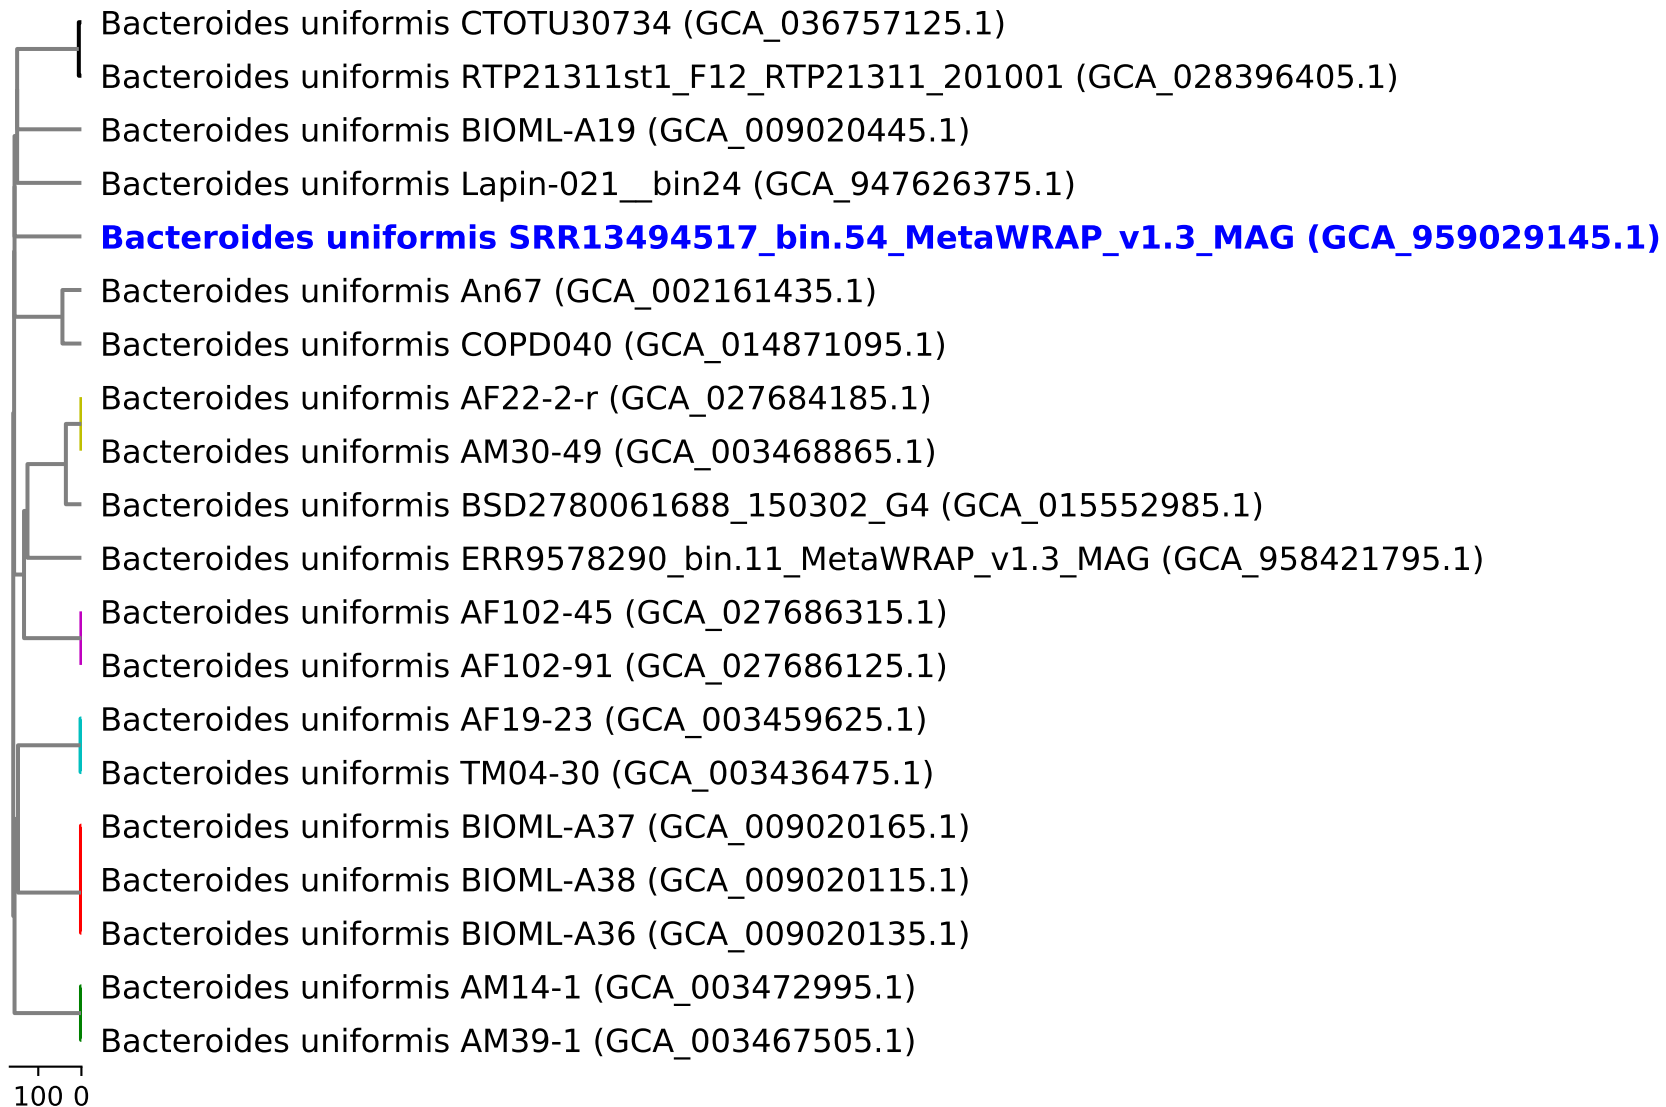 Bacteroides uniformis CTOTU30734 (GCA_036757125.1)
Bacteroides uniformis RTP21311st1_F12_RTP21311_201001 (GCA_028396405.1)
Bacteroides uniformis BIOML-A19 (GCA_009020445.1)
Bacteroides uniformis Lapin-021__bin24 (GCA_947626375.1)
Bacteroides uniformis SRR13494517_bin.54_MetaWRAP_v1.3_MAG (GCA_959029145.1)
Bacteroides uniformis An67 (GCA_002161435.1)
Bacteroides uniformis COPD040 (GCA_014871095.1)
Bacteroides uniformis AF22-2-r (GCA_027684185.1)
Bacteroides uniformis AM30-49 (GCA_003468865.1)
Bacteroides uniformis BSD2780061688_150302_G4 (GCA_015552985.1)
Bacteroides uniformis ERR9578290_bin.11_MetaWRAP_v1.3_MAG (GCA_958421795.1)
Bacteroides uniformis AF102-45 (GCA_027686315.1)
Bacteroides uniformis AF102-91 (GCA_027686125.1)
Bacteroides uniformis AF19-23 (GCA_003459625.1)
Bacteroides uniformis TM04-30 (GCA_003436475.1)
Bacteroides uniformis BIOML-A37 (GCA_009020165.1)
Bacteroides uniformis BIOML-A38 (GCA_009020115.1)
Bacteroides uniformis BIOML-A36 (GCA_009020135.1)
Bacteroides uniformis AM14-1 (GCA_003472995.1)
Bacteroides uniformis AM39-1 (GCA_003467505.1)
100 0